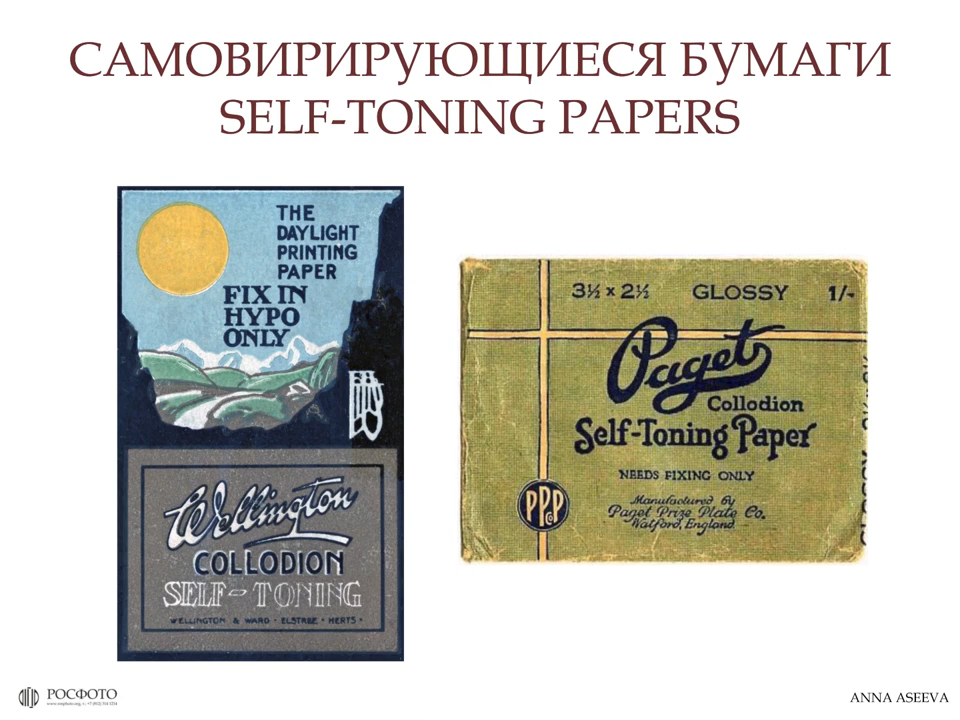 САМОВИРИРУЮЩИЕСЯ БУМАГИ
SELF-TONING PAPERS
THE
DAYLIGHT
PRINTING
PAPER
FIX IN
HYPO
ONLY
Wellington
COLLODION
SELF-TONING
WELLINGTON & WARD · ELSTREE · HERTS ·
3½ x 2½ GLOSSY 1/-
Paget
Collodion
Self-Toning Paper
NEEDS FIXING ONLY
PPPCo
Manufactured by
Paget Prize Plate Co.
Watford, England.
РОСФОТО
ANNA ASEEVA